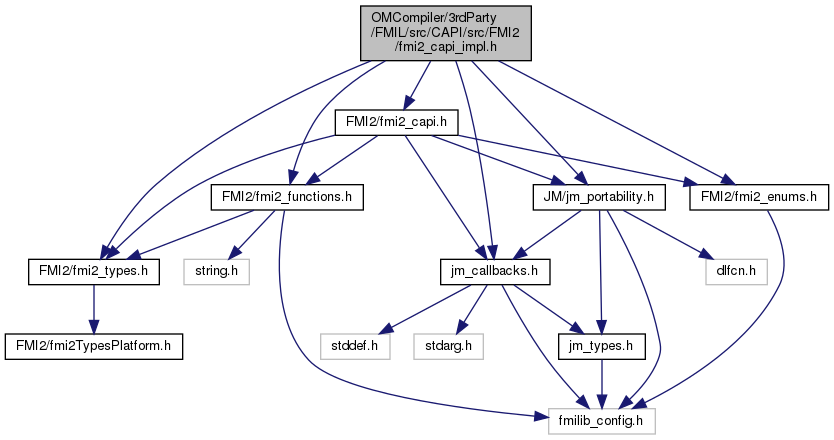 OMCompiler/3rdParty
/FMIL/src/CAPI/src/FMI2
/fmi2_capi_impl.h
FMI2/fmi2_capi.h
FMI2/fmi2_functions.h
JM/jm_portability.h
FMI2/fmi2_enums.h
FMI2/fmi2_types.h
string.h
jm_callbacks.h
dlfcn.h
FMI2/fmi2TypesPlatform.h
stddef.h
stdarg.h
jm_types.h
fmilib_config.h